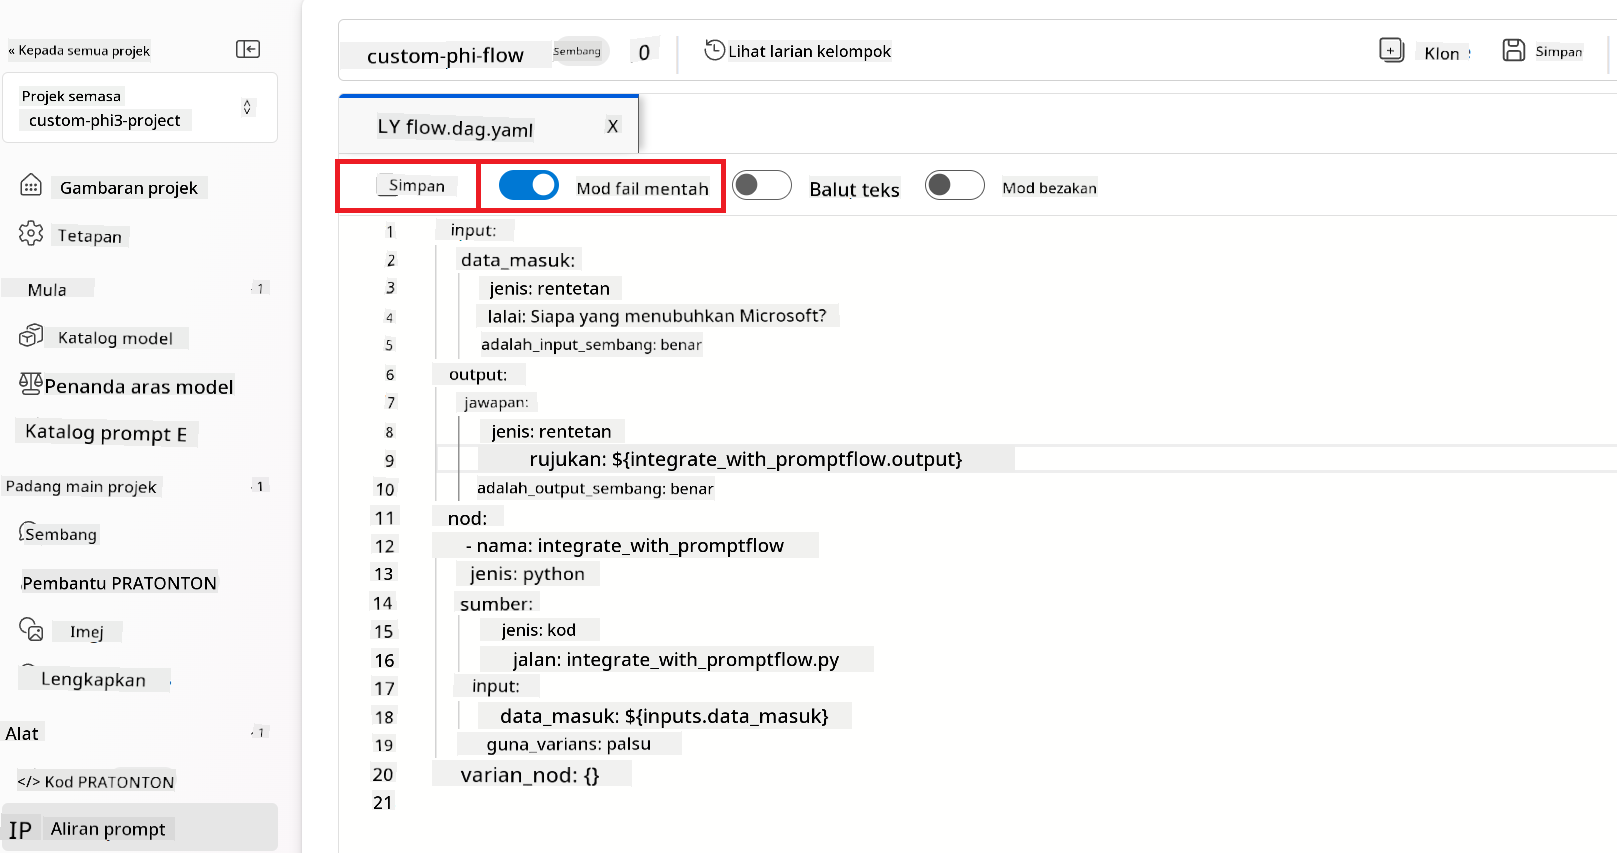 « Kepada semua projek
Projek semasa
custom-phi3-project
Gambaran projek
Tetapan
Mula
Katalog model
Penanda aras model
Katalog prompt E
Padang main projek
Sembang
Pembantu PRATONTON
Imej
Lengkapkan
Alat
</> Kod PRATONTON
IP Aliran prompt
custom-phi-flow Sembang 0 Lihat larian kelompok Klon Simpan
LY flow.dag.yaml X
Simpan Mod fail mentah Balut teks Mod bezakan
1 input:
2 data_masuk:
3 jenis: rentetan
4 lalai: Siapa yang menubuhkan Microsoft?
5 adalah_input_sembang: benar
6 output:
7 jawapan:
8 jenis: rentetan
9 rujukan: ${integrate_with_promptflow.output}
10 adalah_output_sembang: benar
11 nod:
12 - nama: integrate_with_promptflow
13 jenis: python
14 sumber:
15 jenis: kod
16 jalan: integrate_with_promptflow.py
17 input:
18 data_masuk: ${inputs.data_masuk}
19 guna_varians: palsu
20 varian_nod: {}
21